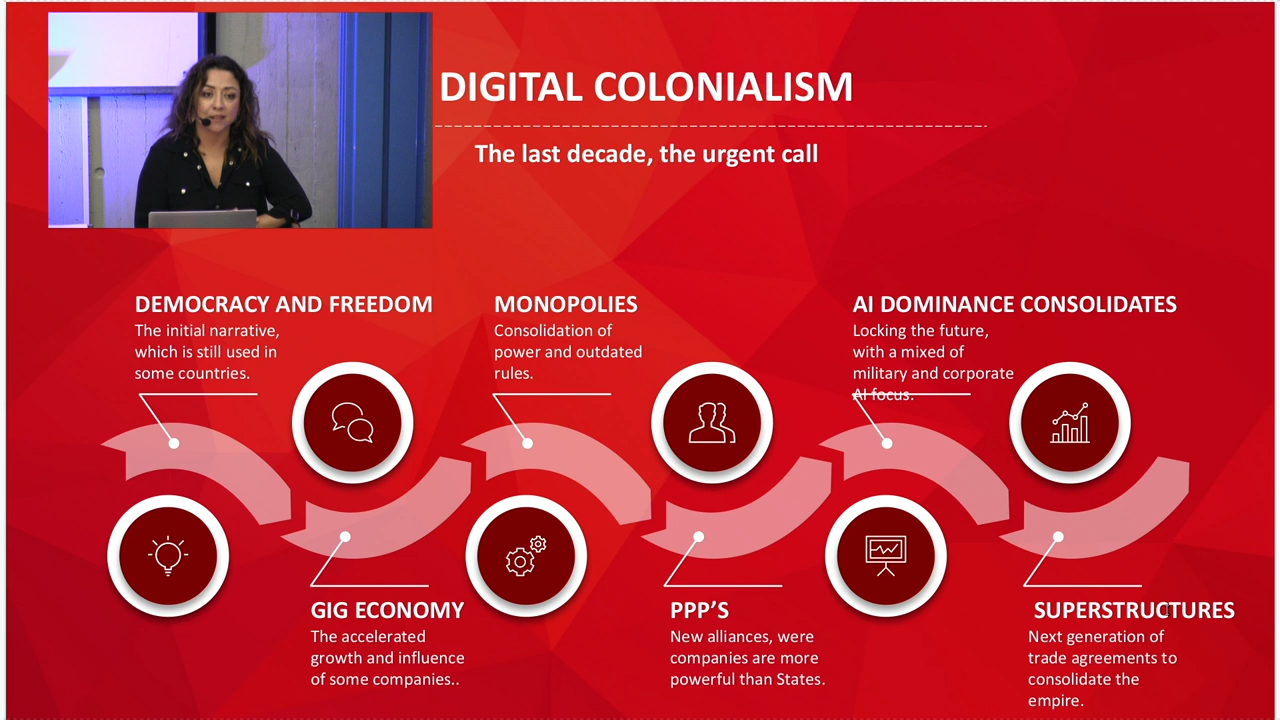 DIGITAL COLONIALISM
The last decade, the urgent call
DEMOCRACY AND FREEDOM
The initial narrative,
which is still used in
some countries.
MONOPOLIES
Consolidation of
power and outdated
rules.
AI DOMINANCE CONSOLIDATES
Locking the future,
with a mixed of
military and corporate
AI focus.
GIG ECONOMY
The accelerated
growth and influence
of some companies..
PPP’S
New alliances, were
companies are more
powerful than States.
SUPERSTRUCTURES
Next generation of
trade agreements to
consolidate the
empire.